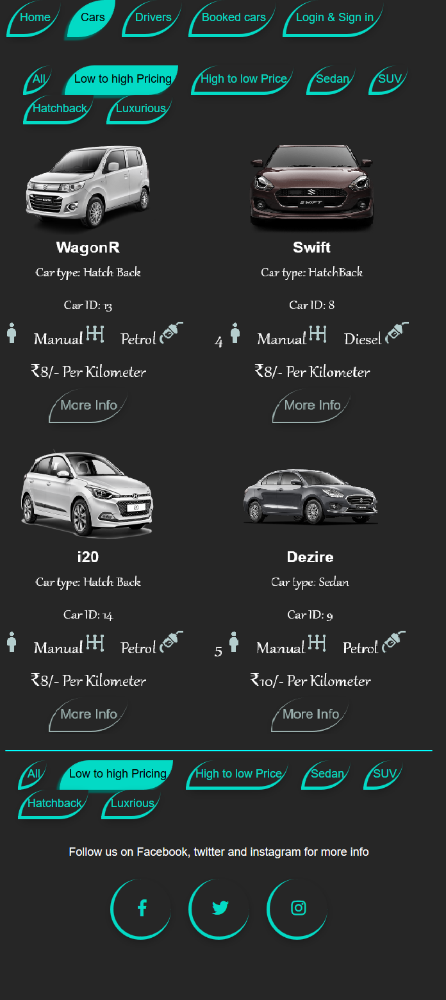 Home Cars Drivers Booked cars Login & Sign in
All Low to high Pricing High to low Price Sedan SUV
Hatchback Luxurious
SWIFT
WagonR Swift
Car type: Hatch Back Car type: HatchBack
Car ID: 13 Car ID: 8
Manual Petrol 4 Manual Diesel
₹8/- Per Kilometer ₹8/- Per Kilometer
More Info More Info
i20
i20 Dezire
Car type: Hatch Back Car type: Sedan
Car ID: 14 Car ID: 9
Manual Petrol 5 Manual Petrol
₹8/- Per Kilometer ₹10/- Per Kilometer
More Info More Info
All Low to high Pricing High to low Price Sedan SUV
Hatchback Luxrious
Follow us on Facebook, twitter and instagram for more info